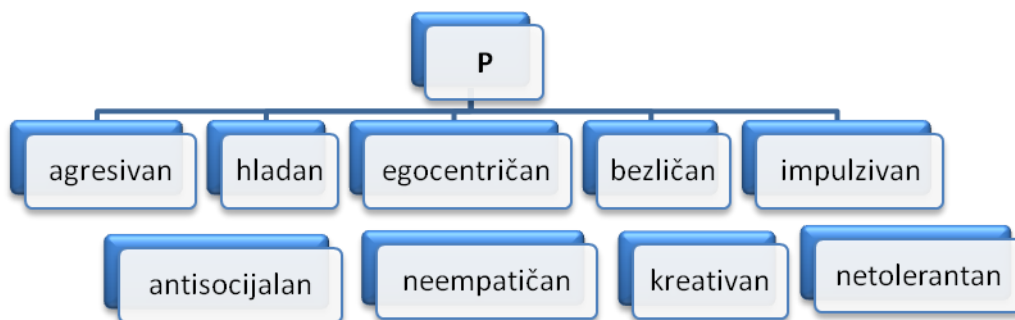 P
agresivan hladan egocentričan bezličan impulzivan
antisocijalan neempatičan kreativan netolerantan